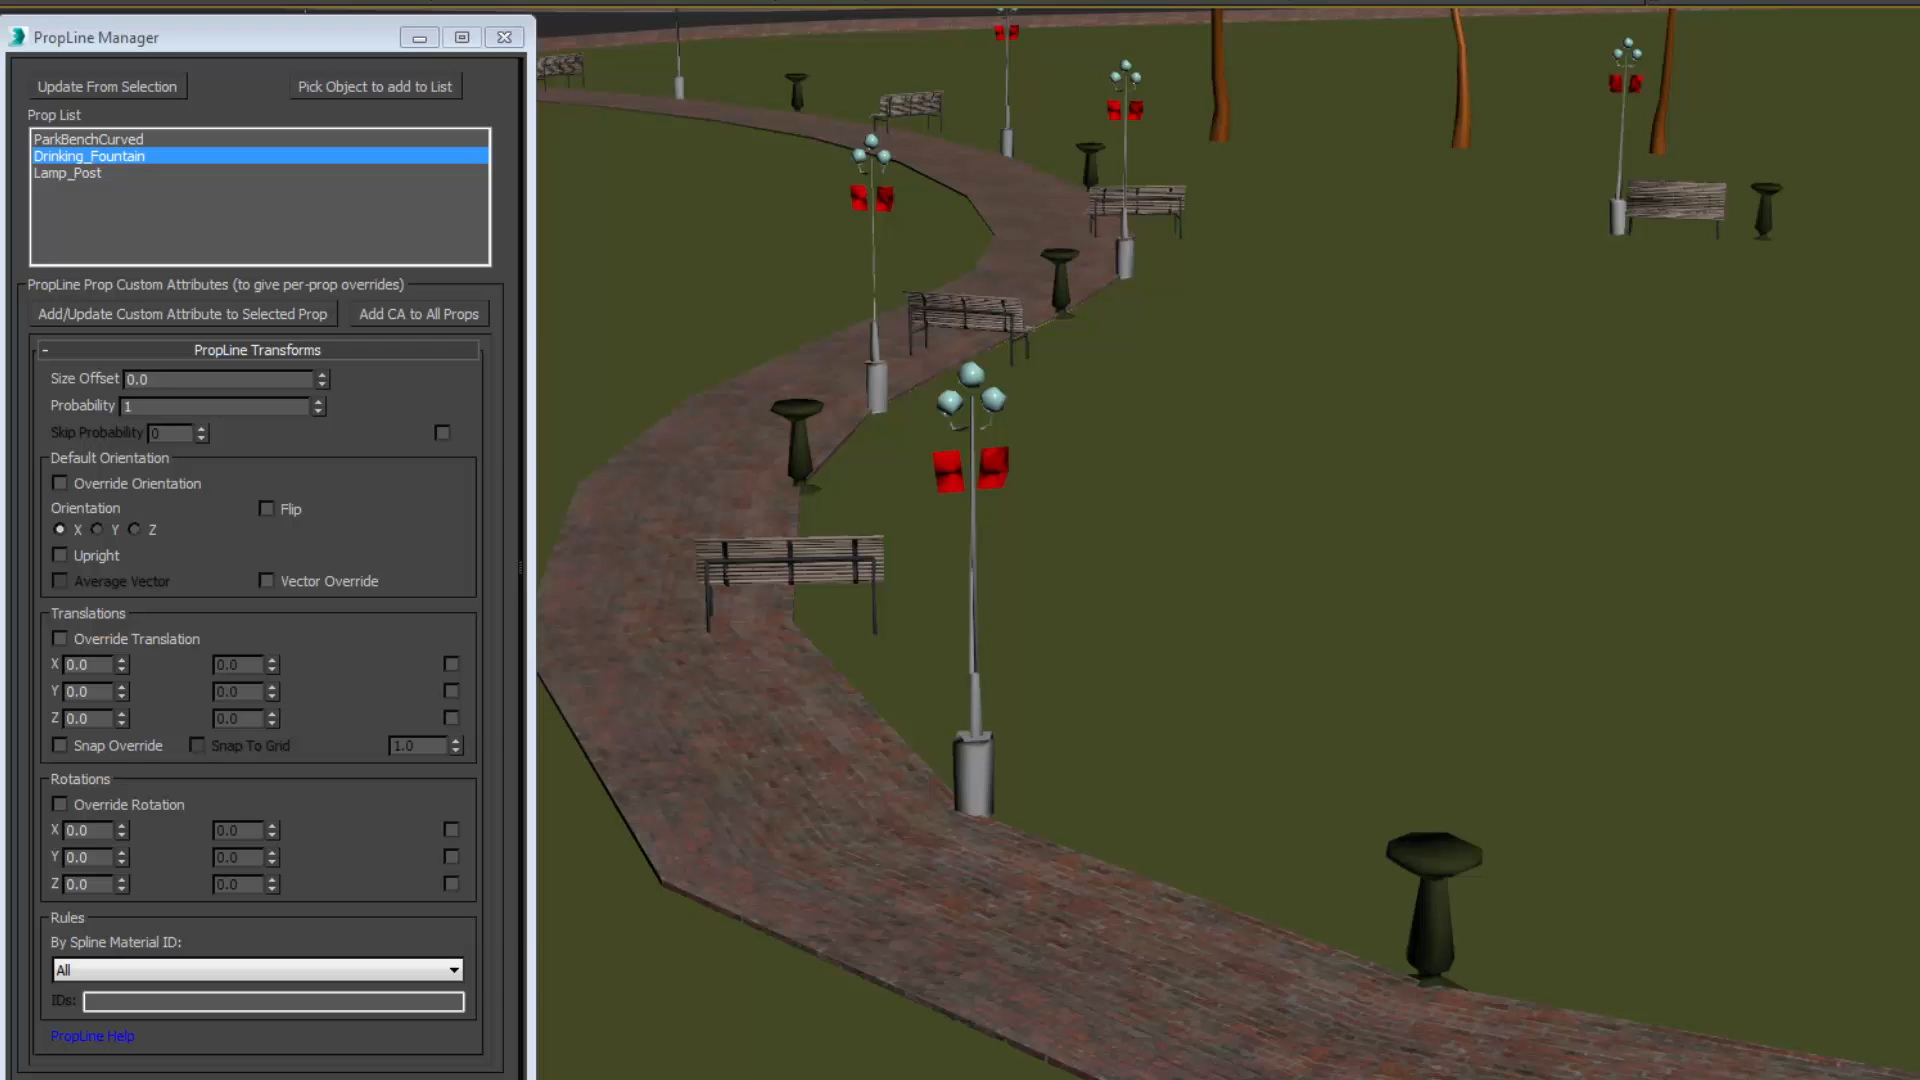 PropLine Manager
Update From Selection
Pick Object to add to List
Prop List
ParkBenchCurved
Drinking_Fountain
Lamp_Post
PropLine Prop Custom Attributes (to give per-prop overrides)
Add/Update Custom Attribute to Selected Prop
Add CA to All Props
- PropLine Transforms
Size Offset 0.0
Probability 1
Skip Probability 0
Default Orientation
Override Orientation
Orientation
Flip
X Y Z
Upright
Average Vector
Vector Override
Translations
Override Translation
X 0.0 0.0
Y 0.0 0.0
Z 0.0 0.0
Snap Override Snap To Grid 1.0
Rotations
Override Rotation
X 0.0 0.0
Y 0.0 0.0
Z 0.0 0.0
Rules
By Spline Material ID:
All
IDs:
PropLine Help